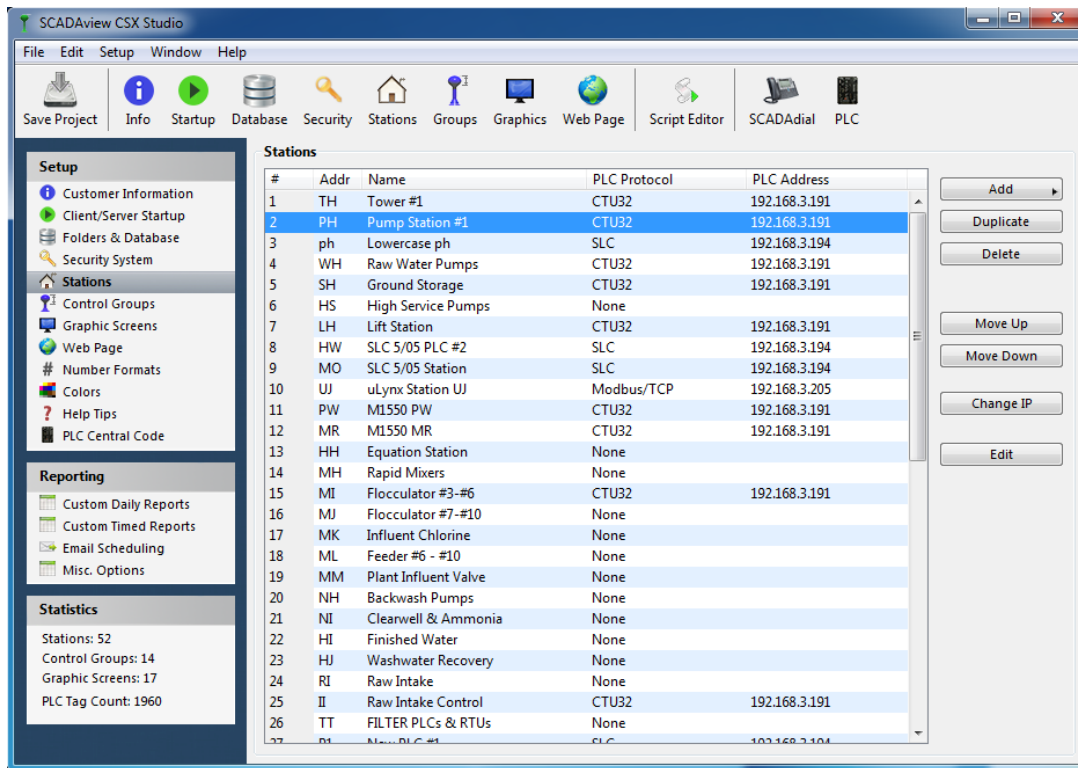 SCADAview CSX Studio
File Edit Setup Window Help
Save Project Info Startup Database Security Stations Groups Graphics Web Page Script Editor SCADAdial PLC
Setup
Customer Information
Client/Server Startup
Folders & Database
Security System
Stations
Control Groups
Graphic Screens
Web Page
# Number Formats
Colors
? Help Tips
PLC Central Code
Reporting
Custom Daily Reports
Custom Timed Reports
Email Scheduling
Misc. Options
Statistics
Stations: 52
Control Groups: 14
Graphic Screens: 17
PLC Tag Count: 1960
Stations
# Addr Name PLC Protocol PLC Address
1 TH Tower #1 CTU32 192.168.3.191
2 PH Pump Station #1 CTU32 192.168.3.191
3 ph Lowercase ph SLC 192.168.3.194
4 WH Raw Water Pumps CTU32 192.168.3.191
5 SH Ground Storage CTU32 192.168.3.191
6 HS High Service Pumps None
7 LH Lift Station CTU32 192.168.3.191
8 HW SLC 5/05 PLC #2 SLC 192.168.3.194
9 MO SLC 5/05 Station SLC 192.168.3.194
10 UJ uLynx Station UJ Modbus/TCP 192.168.3.205
11 PW M1550 PW CTU32 192.168.3.191
12 MR M1550 MR CTU32 192.168.3.191
13 HH Equation Station None
14 MH Rapid Mixers None
15 MI Flocculator #3-#6 CTU32 192.168.3.191
16 MJ Flocculator #7-#10 None
17 MK Influent Chlorine None
18 ML Feeder #6 - #10 None
19 MM Plant Influent Valve None
20 NH Backwash Pumps None
21 NI Clearwell & Ammonia None
22 HI Finished Water None
23 HJ Washwater Recovery None
24 RI Raw Intake None
25 II Raw Intake Control CTU32 192.168.3.191
26 TT FILTER PLCs & RTUs None
27 P1 New PLC #1 SLC 192.168.3.194
Add
Duplicate
Delete
Move Up
Move Down
Change IP
Edit